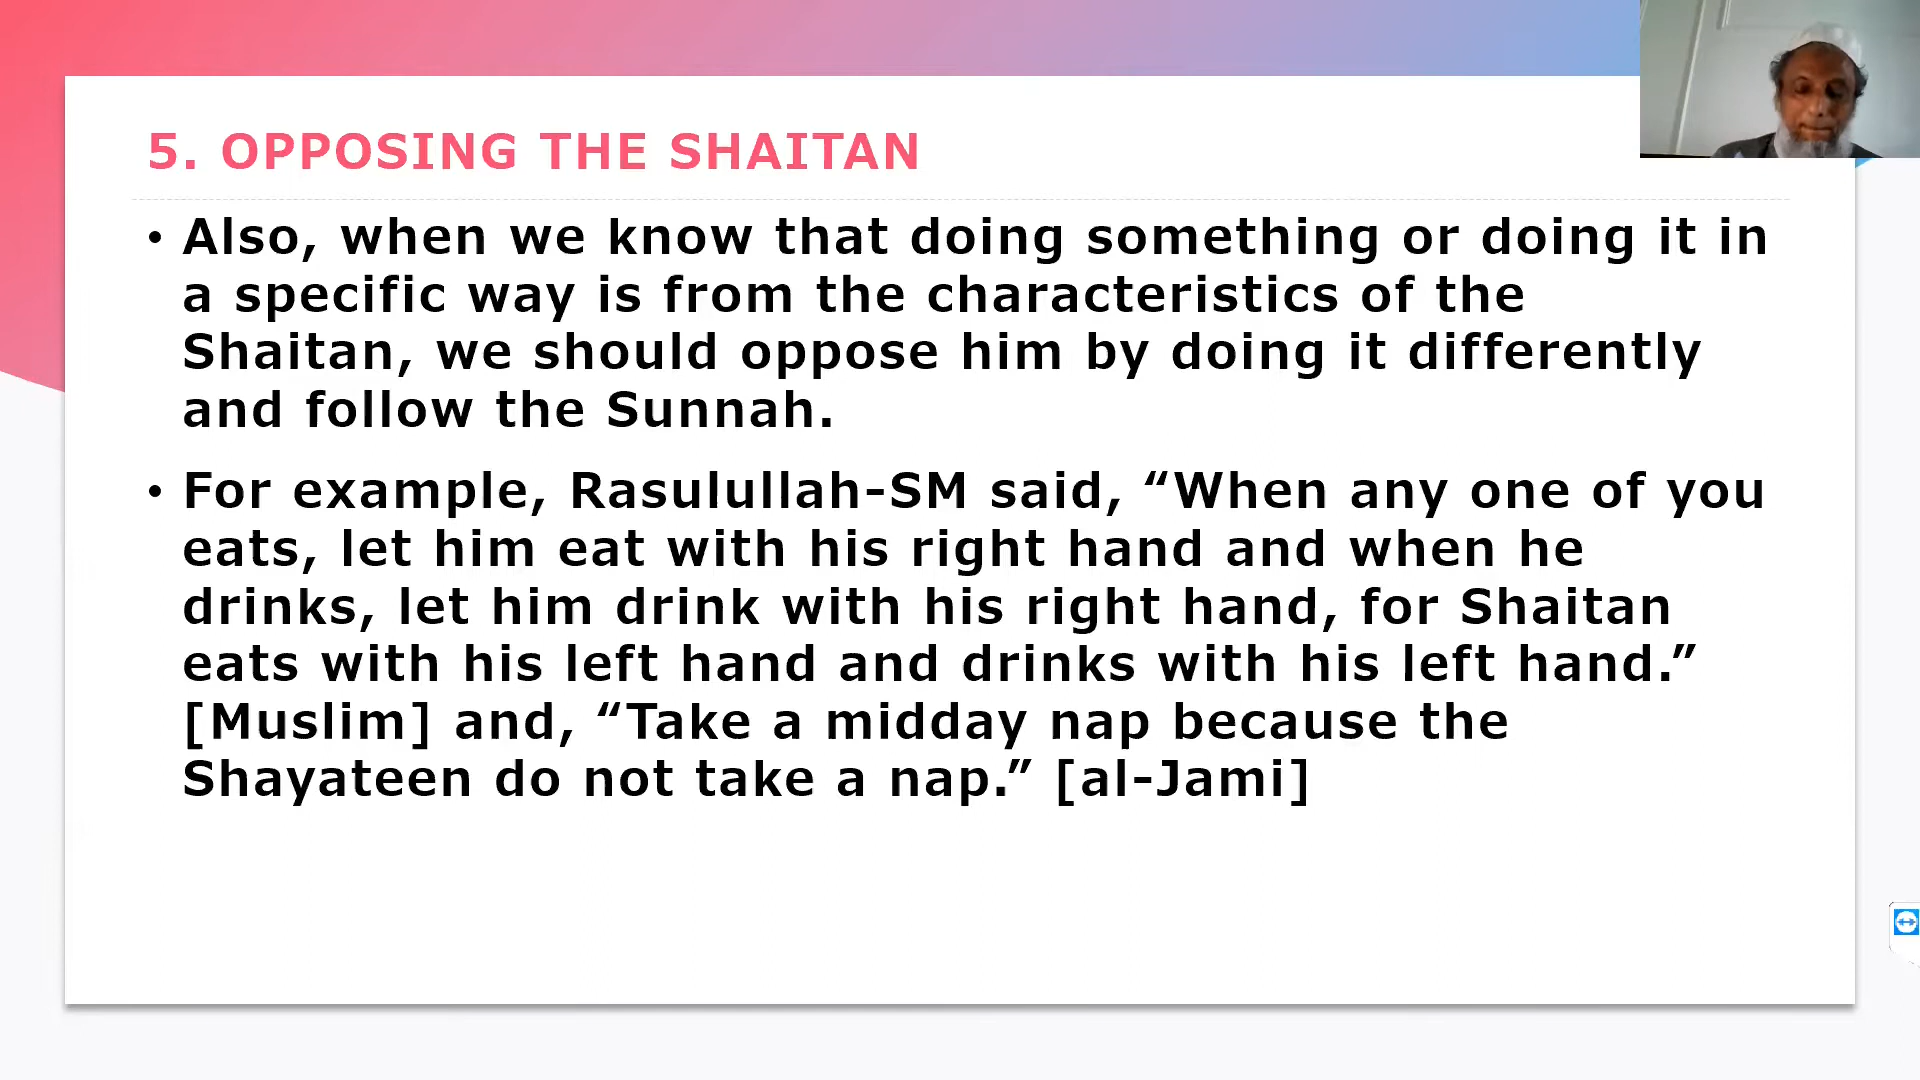 5. OPPOSING THE SHAITAN
• Also, when we know that doing something or doing it in
a specific way is from the characteristics of the
Shaitan, we should oppose him by doing it differently
and follow the Sunnah.
• For example, Rasulullah-SM said, “When any one of you
eats, let him eat with his right hand and when he
drinks, let him drink with his right hand, for Shaitan
eats with his left hand and drinks with his left hand.”
[Muslim] and, “Take a midday nap because the
Shayateen do not take a nap.” [al-Jami]